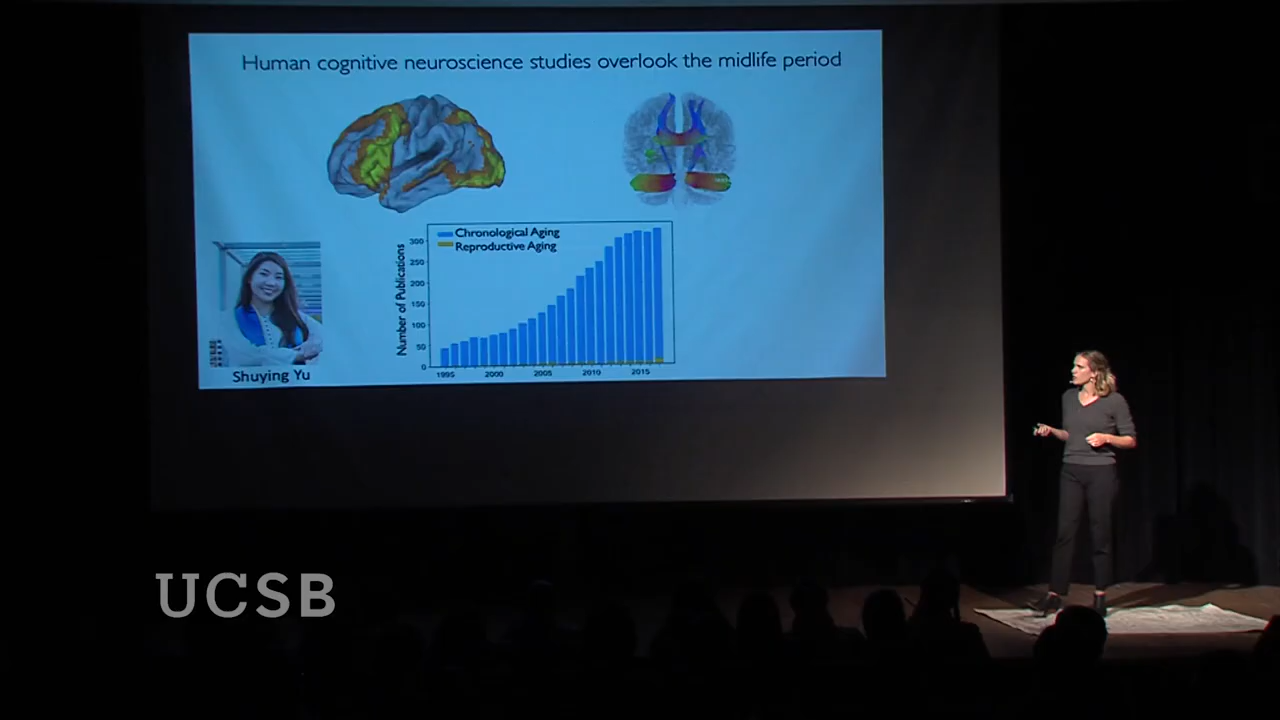 Human cognitive neuroscience studies overlook the midlife period
Chronological Aging
Reproductive Aging
Number of Publications
300
250
200
150
100
50
0
1995
2000
2005
2010
2015
Shuying Yu
UCSB